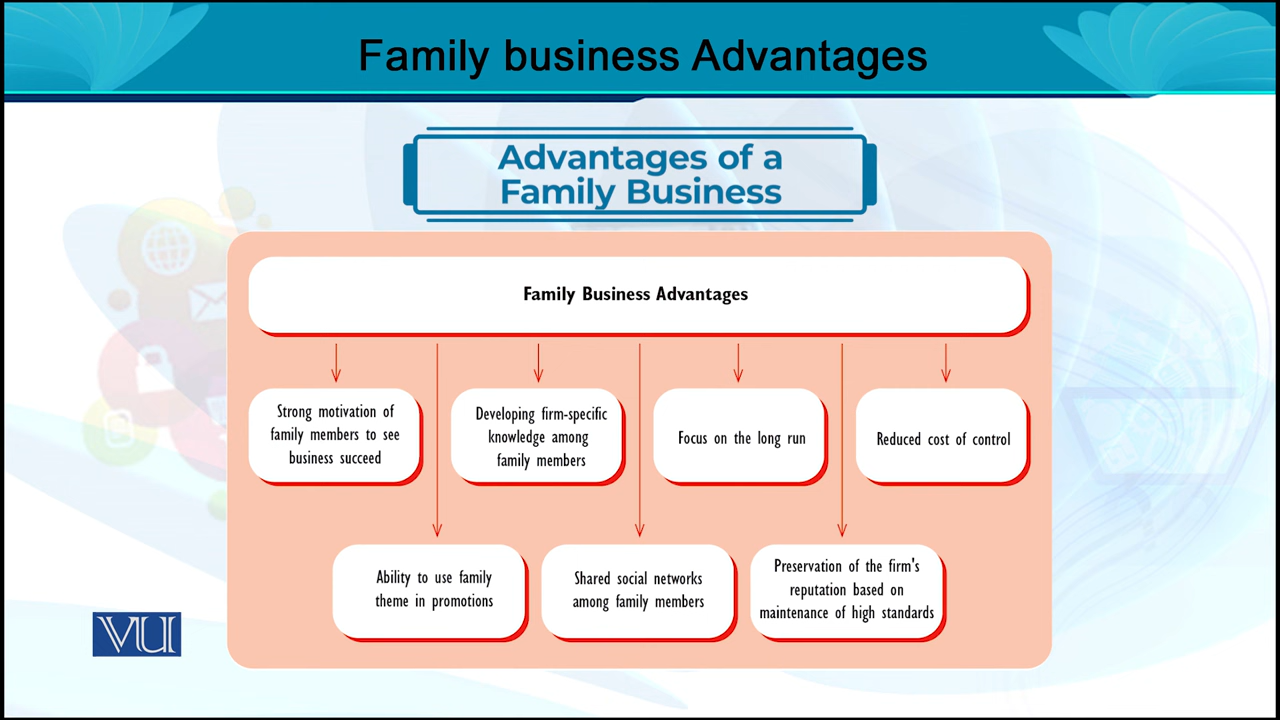 Family business Advantages
Advantages of a
Family Business
Family Business Advantages
Strong motivation of
family members to see
business succeed
Developing firm-specific
knowledge among
family members
Focus on the long run
Reduced cost of control
Ability to use family
theme in promotions
Shared social networks
among family members
Preservation of the firm's
reputation based on
maintenance of high standards
VU